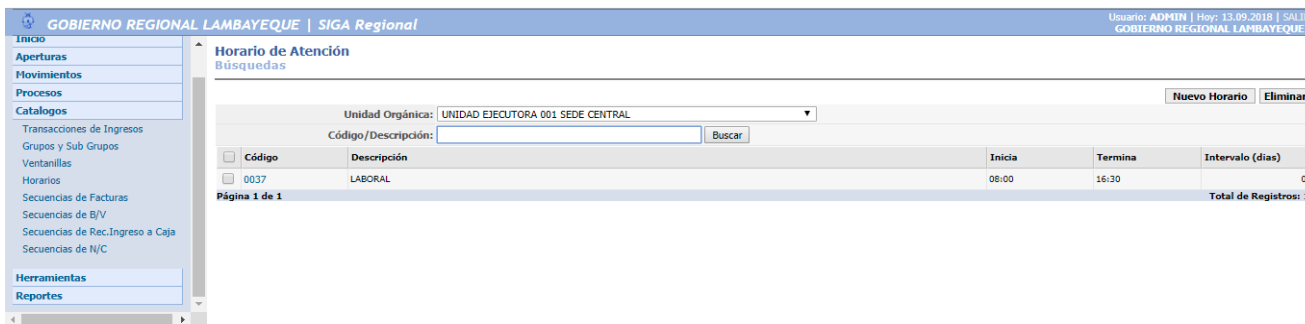 GOBIERNO REGIONAL LAMBAYEQUE | SIGA Regional
Usuario: ADMIN | Hoy: 13.09.2018 |
GOBIERNO REGIONAL LAMBAYEQUE
Inicio
Aperturas
Movimientos
Procesos
Catalogos
Transacciones de Ingresos
Grupos y Sub Grupos
Ventanillas
Horarios
Secuencias de Facturas
Secuencias de B/V
Secuencias de Rec.Ingreso a Caja
Secuencias de N/C
Herramientas
Reportes
Horario de Atención
Búsquedas
Nuevo Horario Eliminar
Unidad Orgánica: UNIDAD EJECUTORA 001 SEDE CENTRAL
Código/Descripción: Buscar
Código Descripción Inicia Termina Intervalo (dias)
0037 LABORAL 08:00 16:30
Página 1 de 1 Total de Registros: